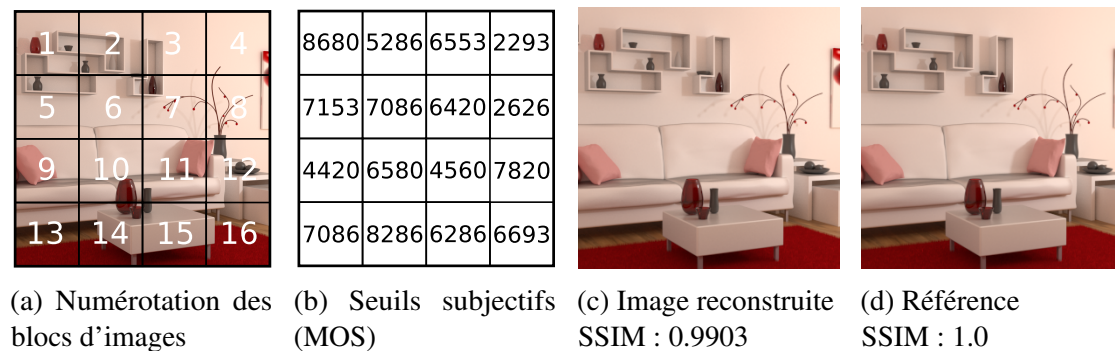 1 2 3 4
5 6 7 8
9 10 11 12
13 14 15 16
8680 5286 6553 2293
7153 7086 6420 2626
4420 6580 4560 7820
7086 8286 6286 6693
(a) Numérotation des
blocs d'images
(b) Seuils subjectifs
(MOS)
(c) Image reconstruite
SSIM : 0.9903
(d) Référence
SSIM : 1.0